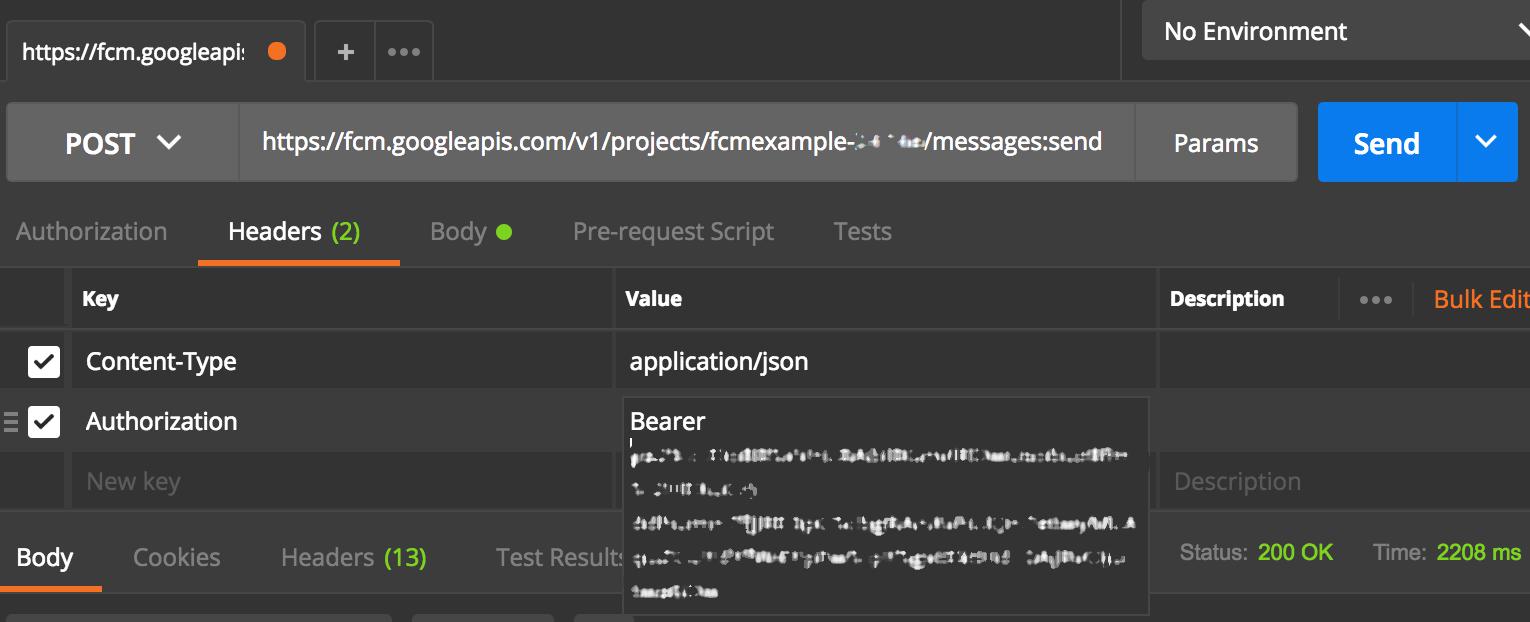 https://fcm.googleapis
No Environment
POST https://fcm.googleapis.com/v1/projects/fcmexample- /messages:send Params Send
Authorization Headers (2) Body Pre-request Script Tests
Key Value Description Bulk Edit
Content-Type application/json
Authorization Bearer
New key Description
Body Cookies Headers (13) Test Results Status: 200 OK Time: 2208 ms